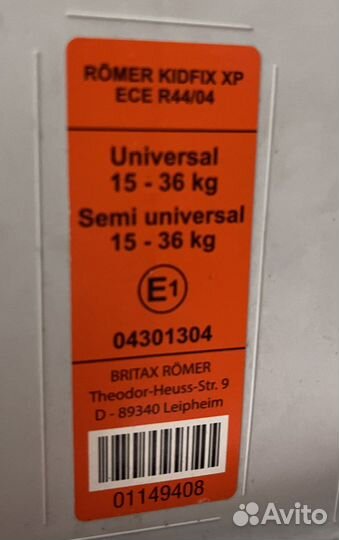 RÖMER KIDFIX XP
ECE R44/04
Universal
15 - 36 kg
Semi universal
15 - 36 kg
E1
04301304
BRITAX RÖMER
Theodor-Heuss-Str. 9
D - 89340 Leipheim
01149408
Avito